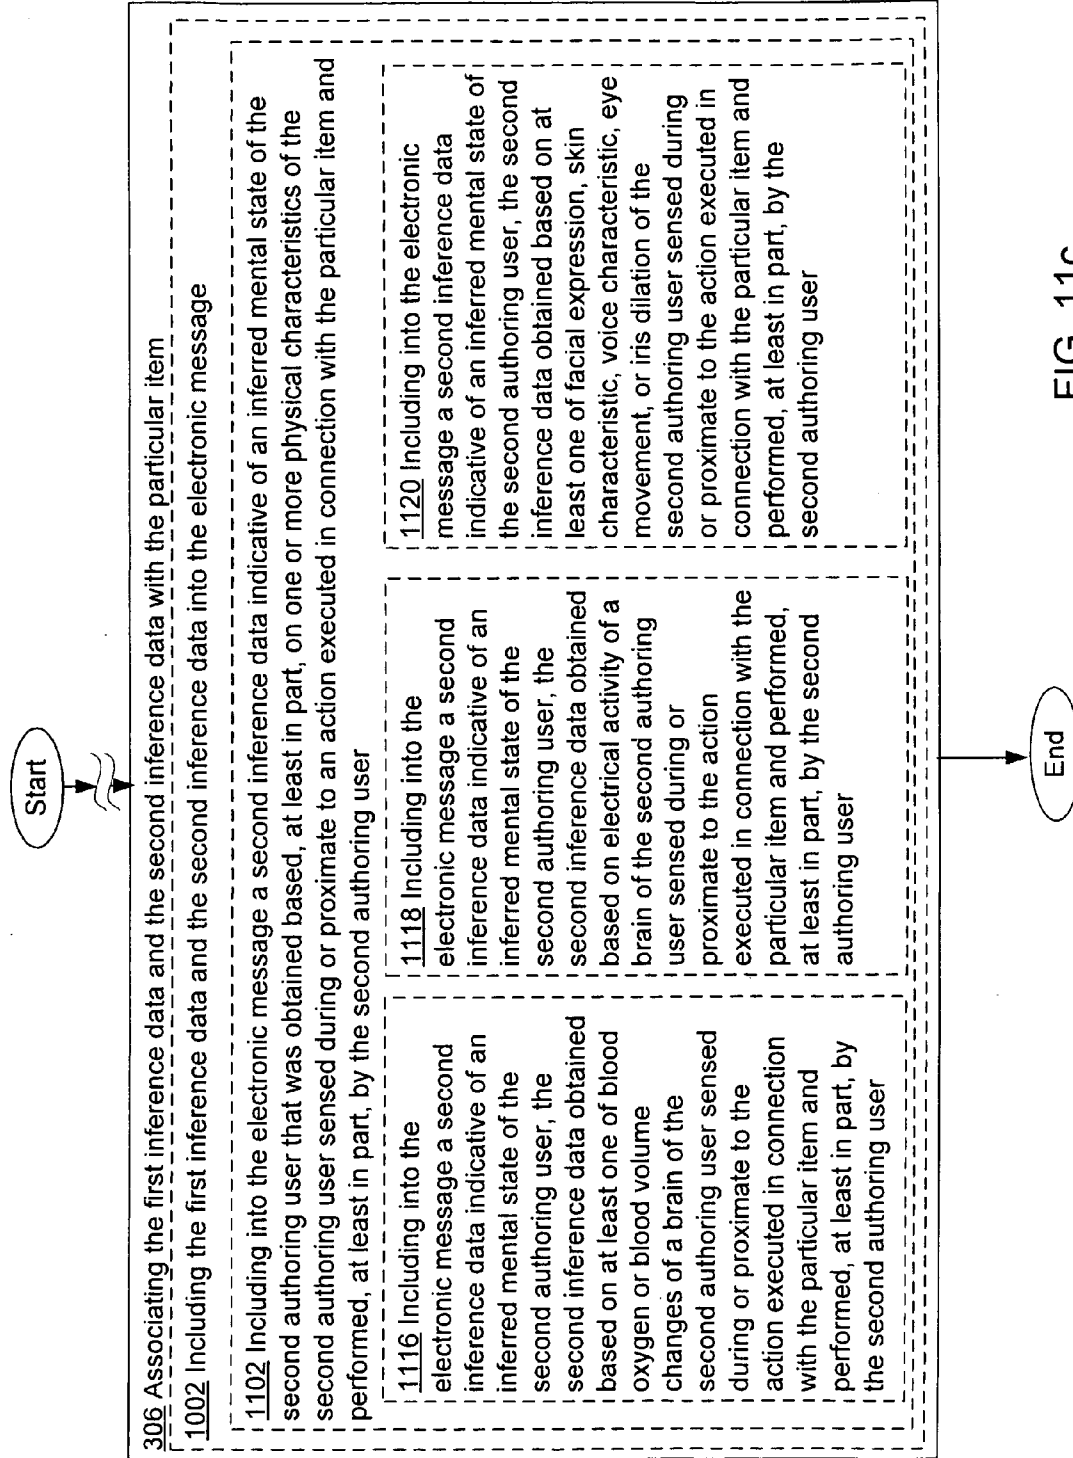 Start
306 Associating the first inference data and the second inference data with the particular item
1002 Including the first inference data and the second inference data into the electronic message
1102 Including into the electronic message a second inference data indicative of an inferred mental state of the
second authoring user that was obtained based, at least in part, on one or more physical characteristics of the
second authoring user sensed during or proximate to an action executed in connection with the particular item and
performed, at least in part, by the second authoring user
1116 Including into the
electronic message a second
inference data indicative of an
inferred mental state of the
second authoring user, the
second inference data obtained
based on at least one of blood
oxygen or blood volume
changes of a brain of the
second authoring user sensed
during or proximate to the
action executed in connection
with the particular item and
performed, at least in part, by
the second authoring user
1118 Including into the
electronic message a second
inference data indicative of an
inferred mental state of the
second authoring user, the
second inference data obtained
based on electrical activity of a
brain of the second authoring
user sensed during or
proximate to the action
executed in connection with the
particular item and performed,
at least in part, by the second
authoring user
1120 Including into the electronic
message a second inference data
indicative of an inferred mental state of
the second authoring user, the second
inference data obtained based on at
least one of facial expression, skin
characteristic, voice characteristic, eye
movement, or iris dilation of the
second authoring user sensed during
or proximate to the action executed in
connection with the particular item and
performed, at least in part, by the
second authoring user
End
FIG. 11c